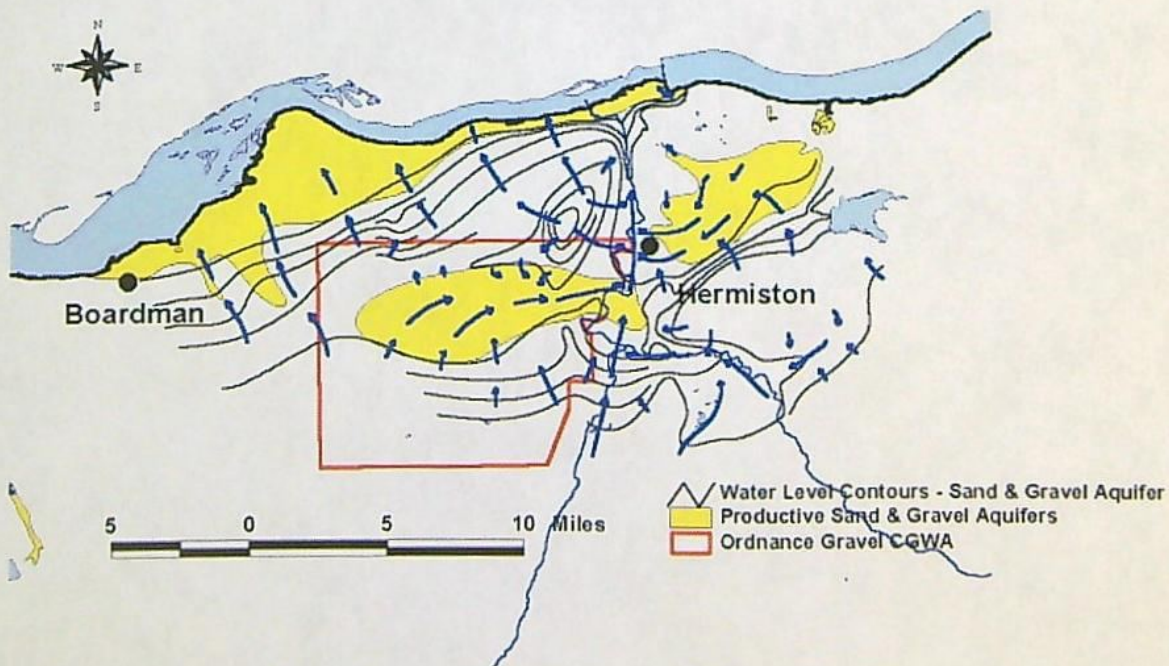 N
W E
S
Boardman
Hermiston
Water Level Contours - Sand & Gravel Aquifer
Productive Sand & Gravel Aquifers
Ordnance Gravel CGWA
5 0 5 10 Miles